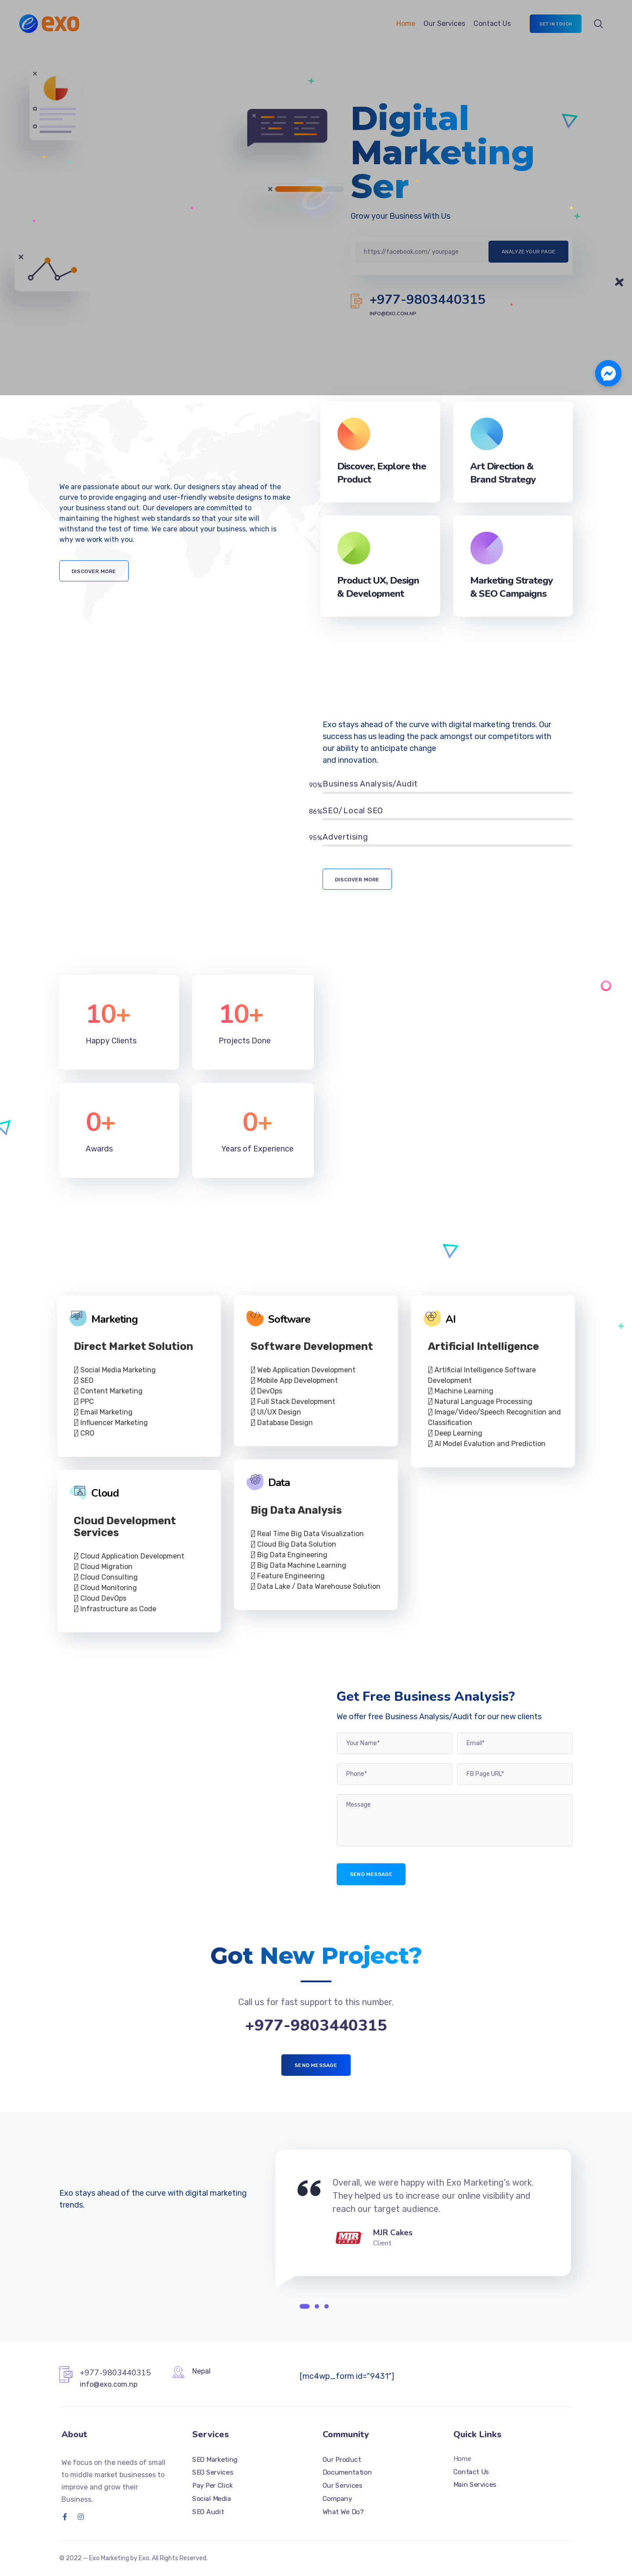 exo
Home
Our Services
Contact Us
GET IN TOUCH
Digital
Marketing
Ser
Grow your Business With Us
https://facebook.com/ yourpage
ANALYZE YOUR PAGE
+977-9803440315
INFO@EXO.COM.NP
We are passionate about our work. Our designers stay ahead of the
curve to provide engaging and user-friendly website designs to make
your business stand out. Our developers are committed to
maintaining the highest web standards so that your site will
withstand the test of time. We care about your business, which is
why we work with you.
DISCOVER MORE
Discover, Explore the
Product
Art Direction &
Brand Strategy
Product UX, Design
& Development
Marketing Strategy
& SEO Campaigns
Exo stays ahead of the curve with digital marketing trends. Our
success has us leading the pack amongst our competitors with
our ability to anticipate change
and innovation.
90% Business Analysis/Audit
86% SEO/Local SEO
95% Advertising
DISCOVER MORE
10+
Happy Clients
10+
Projects Done
0+
Awards
0+
Years of Experience
Marketing
Direct Market Solution
Social Media Marketing
SEO
Content Marketing
PPC
Email Marketing
Influencer Marketing
CRO
Software
Software Development
Web Application Development
Mobile App Development
DevOps
Full Stack Development
UI/UX Design
Database Design
AI
Artificial Intelligence
Artificial Intelligence Software
Development
Machine Learning
Natural Language Processing
Image/Video/Speech Recognition and
Classification
Deep Learning
AI Model Evalution and Prediction
Cloud
Cloud Development
Services
Cloud Application Development
Cloud Migration
Cloud Consulting
Cloud Monitoring
Cloud DevOps
Infrastructure as Code
Data
Big Data Analysis
Real Time Big Data Visualization
Cloud Big Data Solution
Big Data Engineering
Big Data Machine Learning
Feature Engineering
Data Lake / Data Warehouse Solution
Get Free Business Analysis?
We offer free Business Analysis/Audit for our new clients
Your Name*
Email*
Phone*
FB Page URL*
Message
SEND MESSAGE
Got New Project?
Call us for fast support to this number.
+977-9803440315
SEND MESSAGE
Exo stays ahead of the curve with digital marketing
trends.
Overall, we were happy with Exo Marketing's work.
They helped us to increase our online visibility and
reach our target audience.
MJR Cakes
Client
+977-9803440315
info@exo.com.np
Nepal
[mc4wp_form id="9431"]
About
We focus on the needs of small
to middle market businesses to
improve and grow their
Business.
Services
SEO Marketing
SEO Services
Pay Per Click
Social Media
SEO Audit
Community
Our Product
Documentation
Our Services
Company
What We Do?
Quick Links
Home
Contact Us
Main Services
© 2022 – Exo Marketing by Exo. All Rights Reserved.